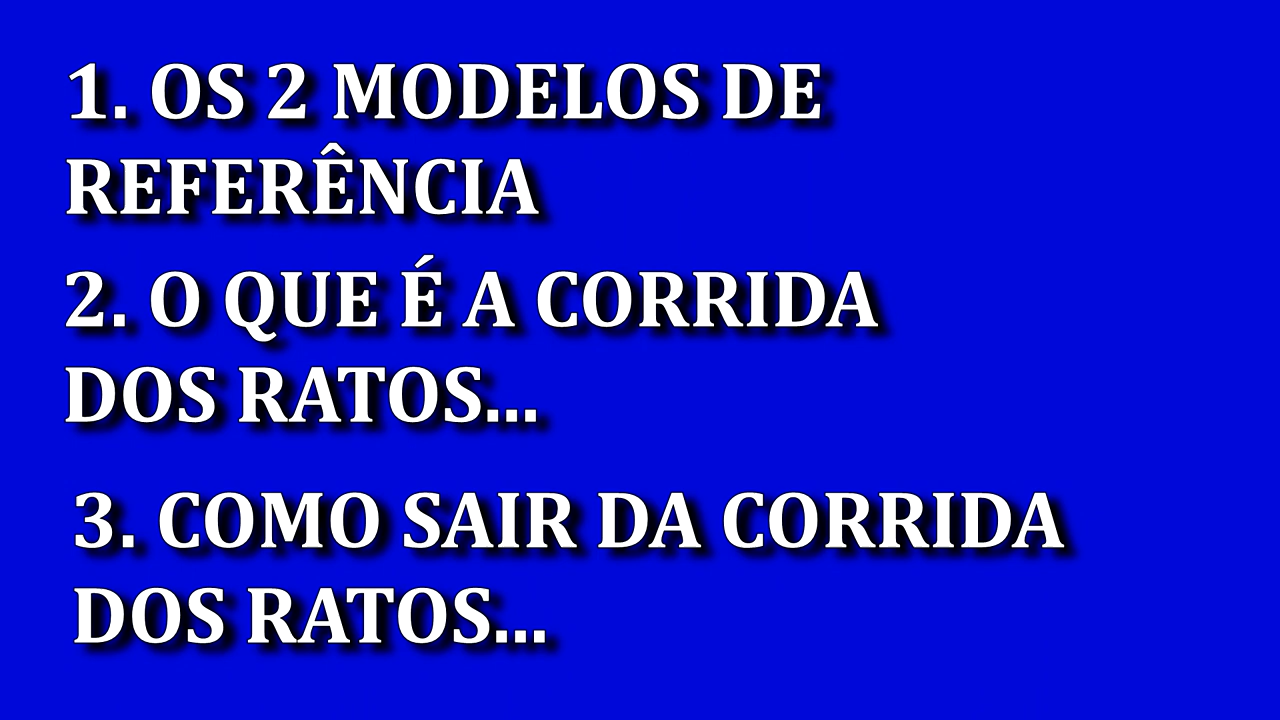 1. OS 2 MODELOS DE
REFERÊNCIA
2. O QUE É A CORRIDA
DOS RATOS...
3. COMO SAIR DA CORRIDA
DOS RATOS...